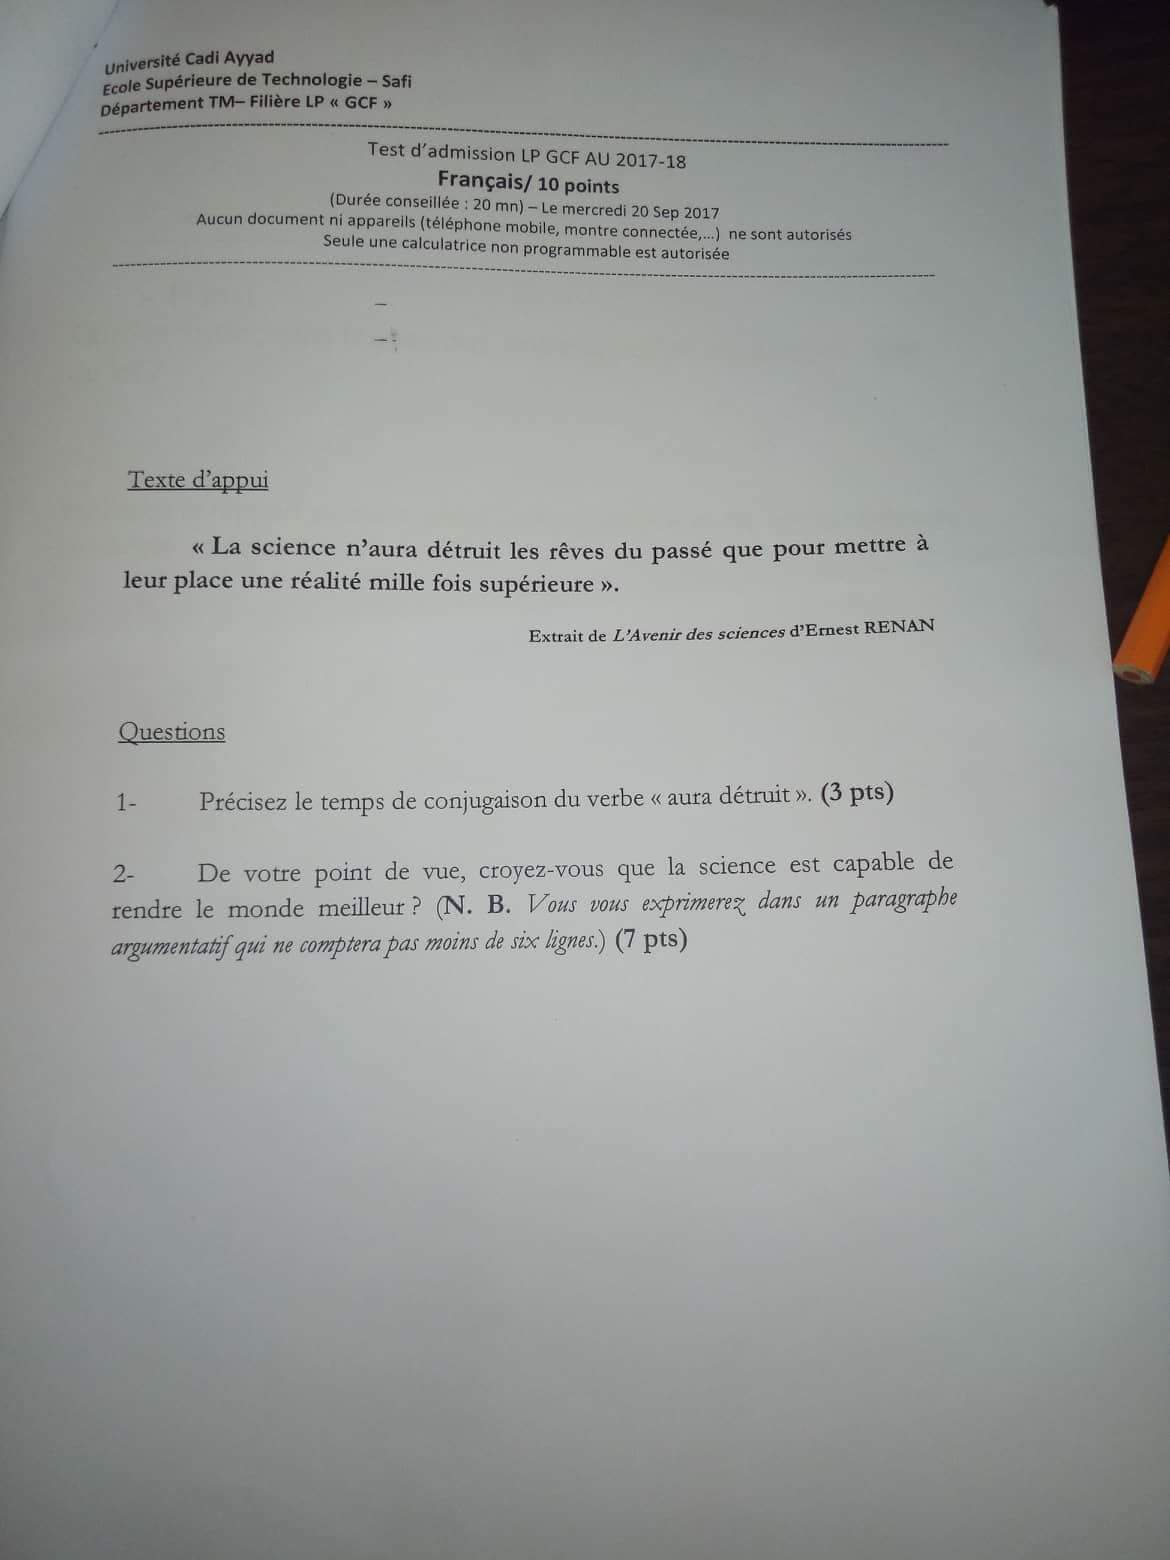 Université Cadi Ayyad
Ecole Supérieure de Technologie – Safi
Département TM– Filière LP « GCF »
Test d'admission LP GCF AU 2017-18
Français/ 10 points
(Durée conseillée : 20 mn) – Le mercredi 20 Sep 2017
Aucun document ni appareils (téléphone mobile, montre connectée,...) ne sont autorisés
Seule une calculatrice non programmable est autorisée
Texte d'appui
« La science n'aura détruit les rêves du passé que pour mettre à
leur place une réalité mille fois supérieure ».
Extrait de L'Avenir des sciences d'Ernest RENAN
Questions
1- Précisez le temps de conjugaison du verbe « aura détruit ». (3 pts)
2- De votre point de vue, croyez-vous que la science est capable de
rendre le monde meilleur ? (N. B. Vous vous exprimerez dans un paragraphe
argumentatif qui ne comptera pas moins de six lignes.) (7 pts)